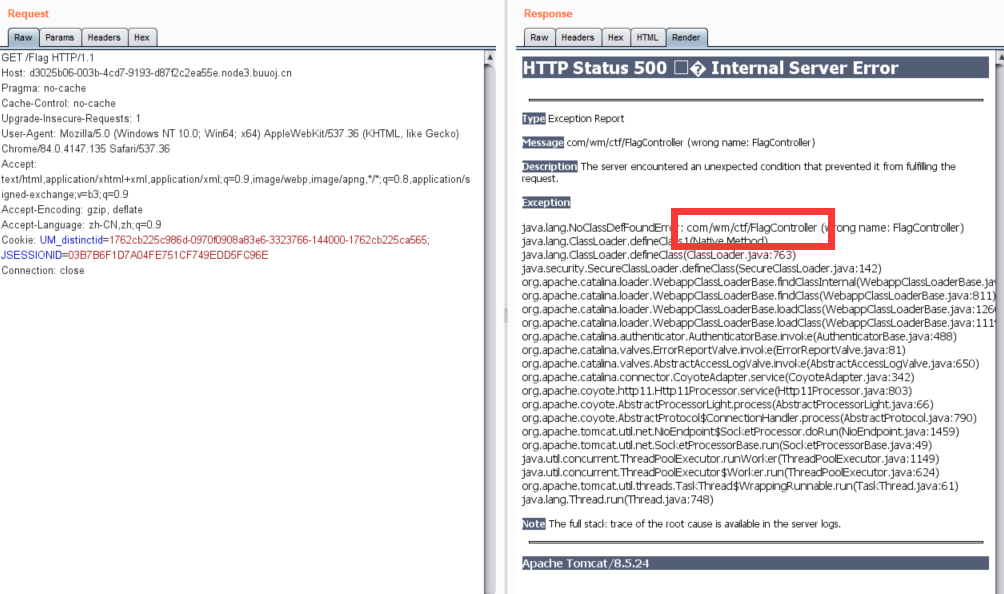 Request
Raw Params Headers Hex
GET /Flag HTTP/1.1
Host: d3025b06-003b-4cd7-9193-d87f2c2ea55e.node3.buuoj.cn
Pragma: no-cache
Cache-Control: no-cache
Upgrade-Insecure-Requests: 1
User-Agent: Mozilla/5.0 (Windows NT 10.0; Win64; x64) AppleWebKit/537.36 (KHTML, like Gecko)
Chrome/84.0.4147.135 Safari/537.36
Accept:
text/html,application/xhtml+xml,application/xml;q=0.9,image/webp,image/apng,*/*;q=0.8,application/s
igned-exchange;v=b3;q=0.9
Accept-Encoding: gzip, deflate
Accept-Language: zh-CN,zh;q=0.9
Cookie: UM_distinctid=1762cb225c986d-0970f0908a83e6-3323766-144000-1762cb225ca565;
JSESSIONID=03B7B6F1D7A04FE751CF749EDD5FC96E
Connection: close
Response
Raw Headers Hex HTML Render
HTTP Status 500 □� Internal Server Error
Type Exception Report
Message com/wm/ctf/FlagController (wrong name: FlagController)
Description The server encountered an unexpected condition that prevented it from fulfilling the
request.
Exception
java.lang.NoClassDefFoundError: com/wm/ctf/FlagController (wrong name: FlagController)
java.lang.ClassLoader.defineClass1(Native Method)
java.lang.ClassLoader.defineClass(ClassLoader.java:763)
java.security.SecureClassLoader.defineClass(SecureClassLoader.java:142)
org.apache.catalina.loader.WebappClassLoaderBase.findClassInternal(WebappClassLoaderBase.jav
org.apache.catalina.loader.WebappClassLoaderBase.findClass(WebappClassLoaderBase.java:811)
org.apache.catalina.loader.WebappClassLoaderBase.loadClass(WebappClassLoaderBase.java:1260
org.apache.catalina.loader.WebappClassLoaderBase.loadClass(WebappClassLoaderBase.java:1119
org.apache.catalina.authenticator.AuthenticatorBase.invoke(AuthenticatorBase.java:488)
org.apache.catalina.valves.ErrorReportValve.invoke(ErrorReportValve.java:81)
org.apache.catalina.valves.AbstractAccessLogValve.invoke(AbstractAccessLogValve.java:650)
org.apache.catalina.connector.CoyoteAdapter.service(CoyoteAdapter.java:342)
org.apache.coyote.http11.Http11Processor.service(Http11Processor.java:803)
org.apache.coyote.AbstractProcessorLight.process(AbstractProcessorLight.java:66)
org.apache.coyote.AbstractProtocol$ConnectionHandler.process(AbstractProtocol.java:790)
org.apache.tomcat.util.net.NioEndpoint$SocketProcessor.doRun(NioEndpoint.java:1459)
org.apache.tomcat.util.net.SocketProcessorBase.run(SocketProcessorBase.java:49)
java.util.concurrent.ThreadPoolExecutor.runWorker(ThreadPoolExecutor.java:1149)
java.util.concurrent.ThreadPoolExecutor$Worker.run(ThreadPoolExecutor.java:624)
org.apache.tomcat.util.threads.TaskThread$WrappingRunnable.run(TaskThread.java:61)
java.lang.Thread.run(Thread.java:748)
Note The full stack trace of the root cause is available in the server logs.
Apache Tomcat/8.5.24